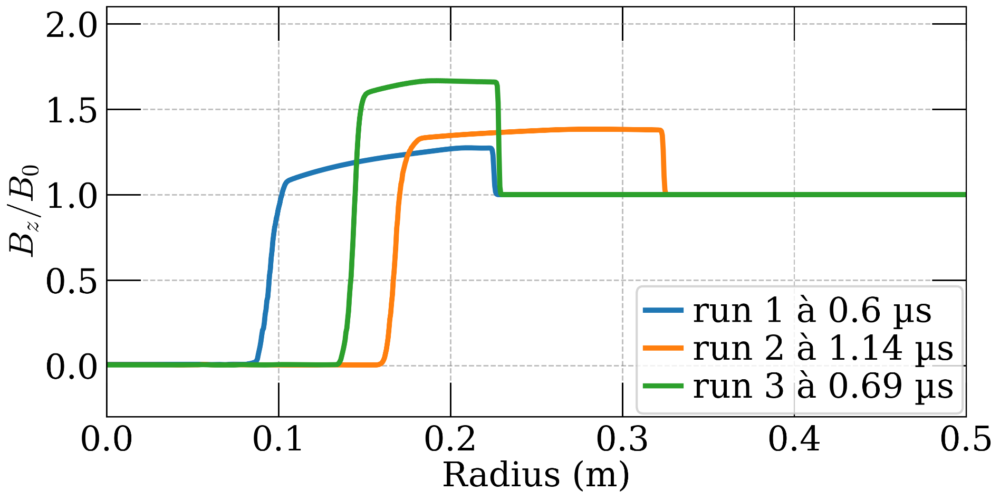 2.0
1.5
1.0
0.5
0.0
B_z/B_0
run 1 à 0.6 µs
run 2 à 1.14 µs
run 3 à 0.69 µs
0.0 0.1 0.2 0.3 0.4 0.5
Radius (m)